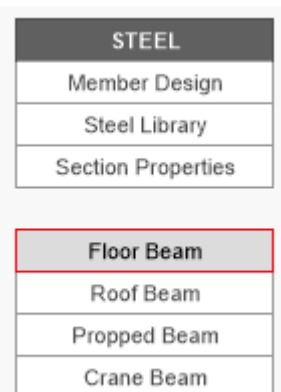 STEEL
Member Design
Steel Library
Section Properties
Floor Beam
Roof Beam
Propped Beam
Crane Beam